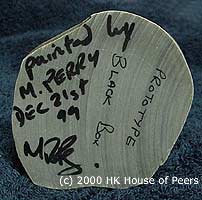 painted by
M. PERRY
DEC 21st
99
BLACK BOX
PROTOTYPE
(c) 2000 HK House of Peers